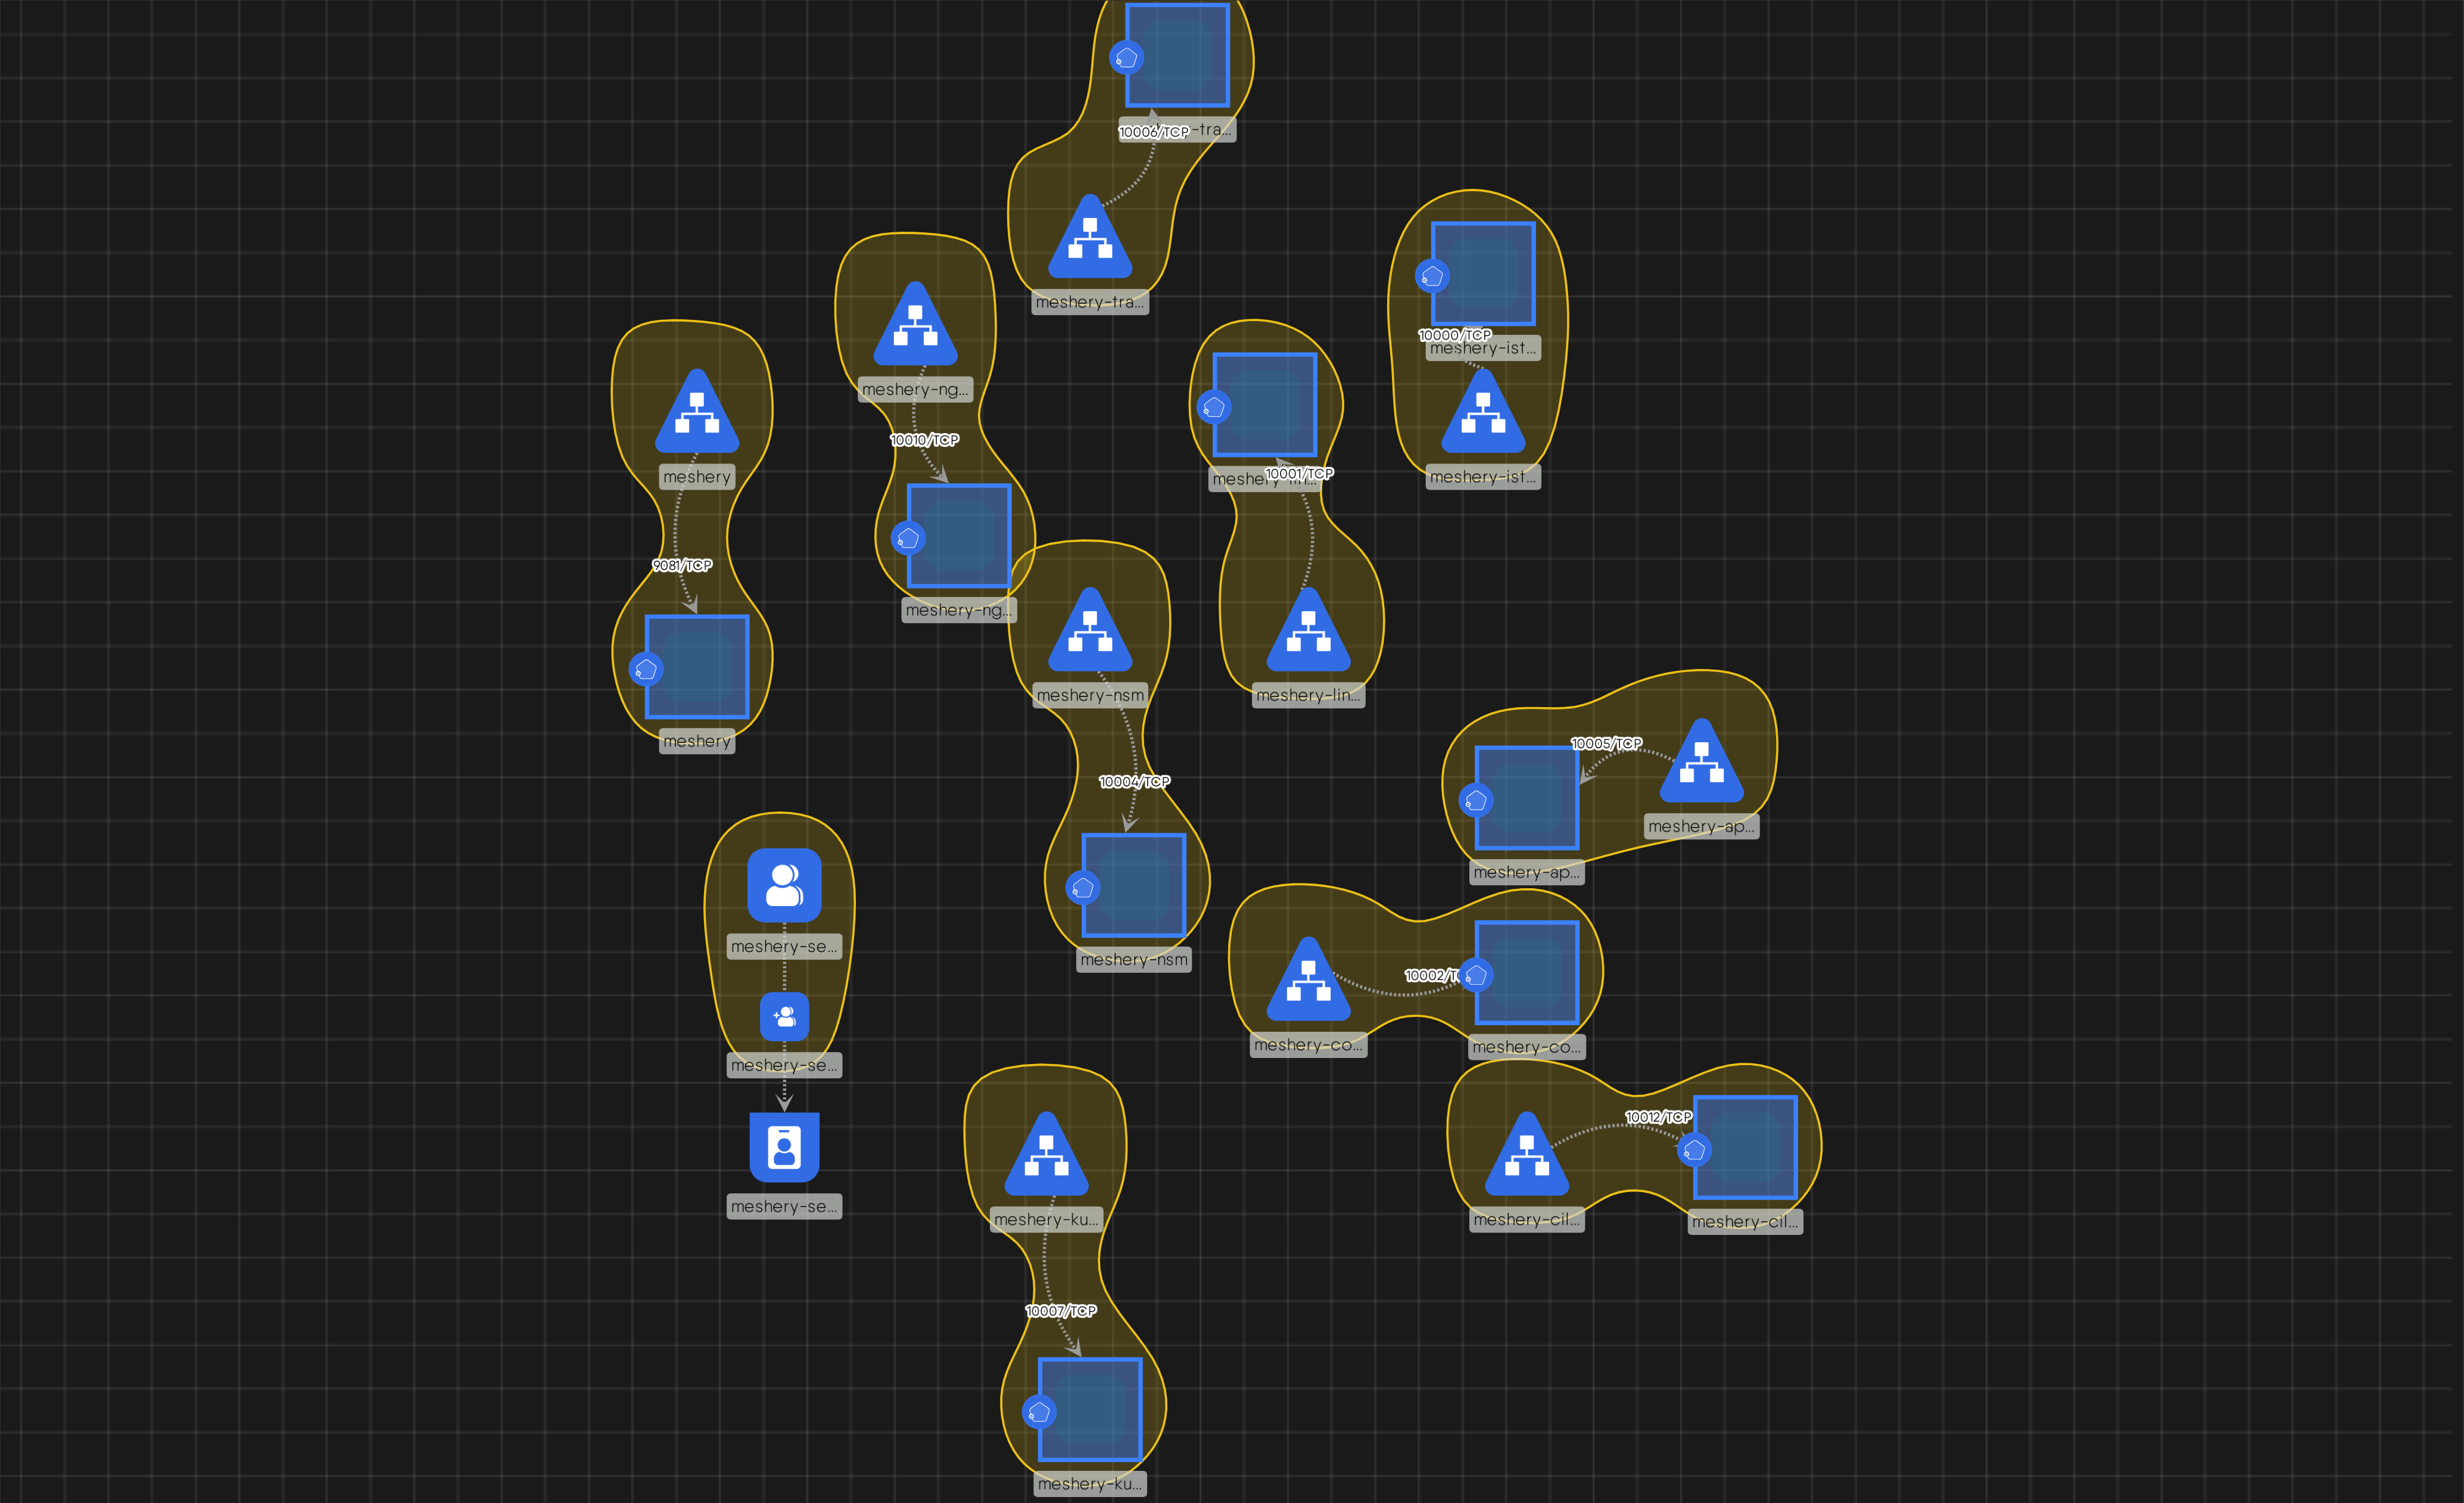 -tra...
10006/TCP
meshery-tra...
10000/TCP
meshery-ist...
meshery-ist...
meshery-ng...
10010/TCP
meshery-ng...
meshery
9081/TCP
meshery
10001/TCP
meshery-lin...
meshery-nsm
10004/TCP
meshery-nsm
10005/TCP
meshery-ap...
meshery-ap...
meshery-se...
meshery-se...
meshery-se...
10002/
meshery-co...
meshery-co...
10012/TCP
meshery-cil...
meshery-cil...
meshery-ku...
10007/TCP
meshery-ku...